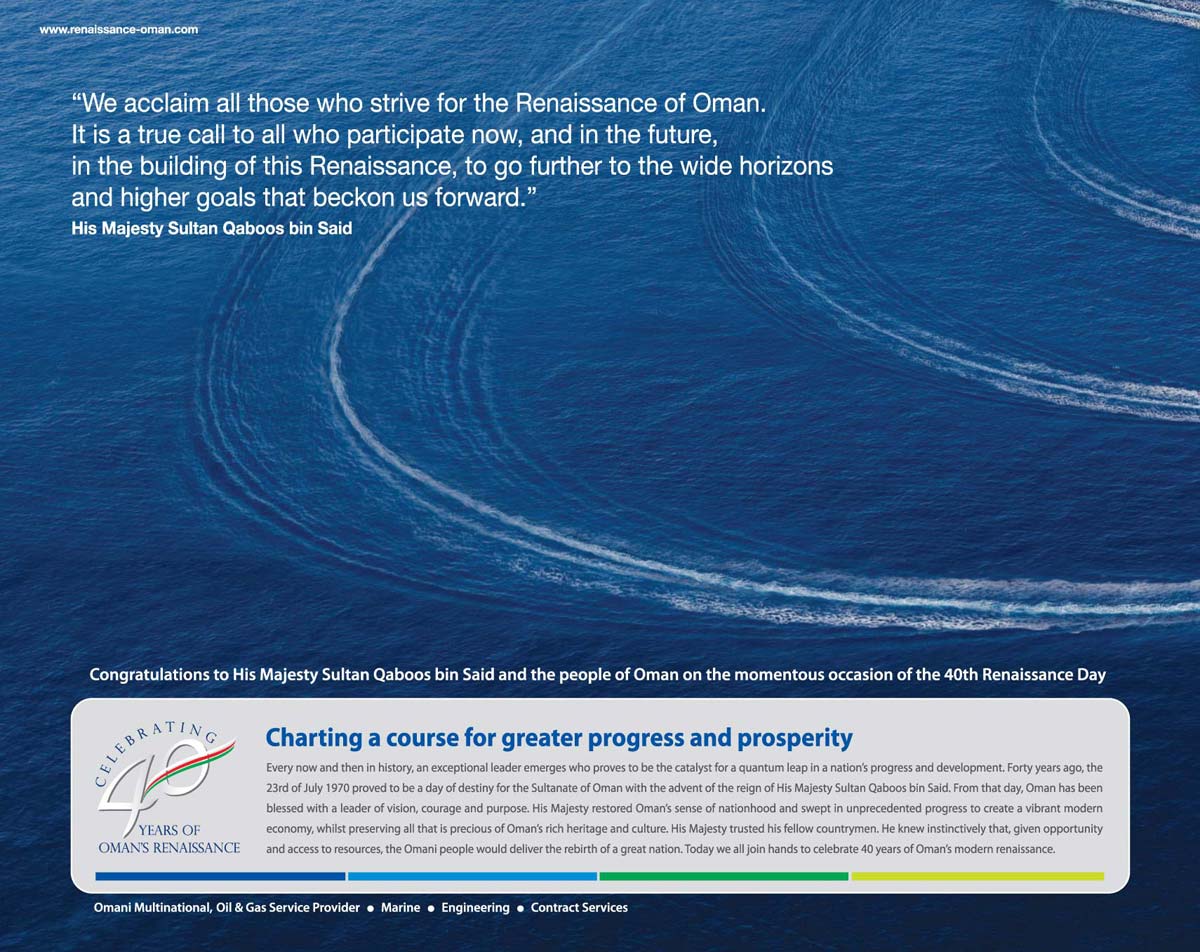 www.renaissance-oman.com
“We acclaim all those who strive for the Renaissance of Oman.
It is a true call to all who participate now, and in the future,
in the building of this Renaissance, to go further to the wide horizons
and higher goals that beckon us forward.”
His Majesty Sultan Qaboos bin Said
Congratulations to His Majesty Sultan Qaboos bin Said and the people of Oman on the momentous occasion of the 40th Renaissance Day
CELEBRATING
40
YEARS OF
OMAN'S RENAISSANCE
Charting a course for greater progress and prosperity
Every now and then in history, an exceptional leader emerges who proves to be the catalyst for a quantum leap in a nation's progress and development. Forty years ago, the
23rd of July 1970 proved to be a day of destiny for the Sultanate of Oman with the advent of the reign of His Majesty Sultan Qaboos bin Said. From that day, Oman has been
blessed with a leader of vision, courage and purpose. His Majesty restored Oman's sense of nationhood and swept in unprecedented progress to create a vibrant modern
economy, whilst preserving all that is precious of Oman's rich heritage and culture. His Majesty trusted his fellow countrymen. He knew instinctively that, given opportunity
and access to resources, the Omani people would deliver the rebirth of a great nation. Today we all join hands to celebrate 40 years of Oman's modern renaissance.
Omani Multinational, Oil & Gas Service Provider ● Marine ● Engineering ● Contract Services